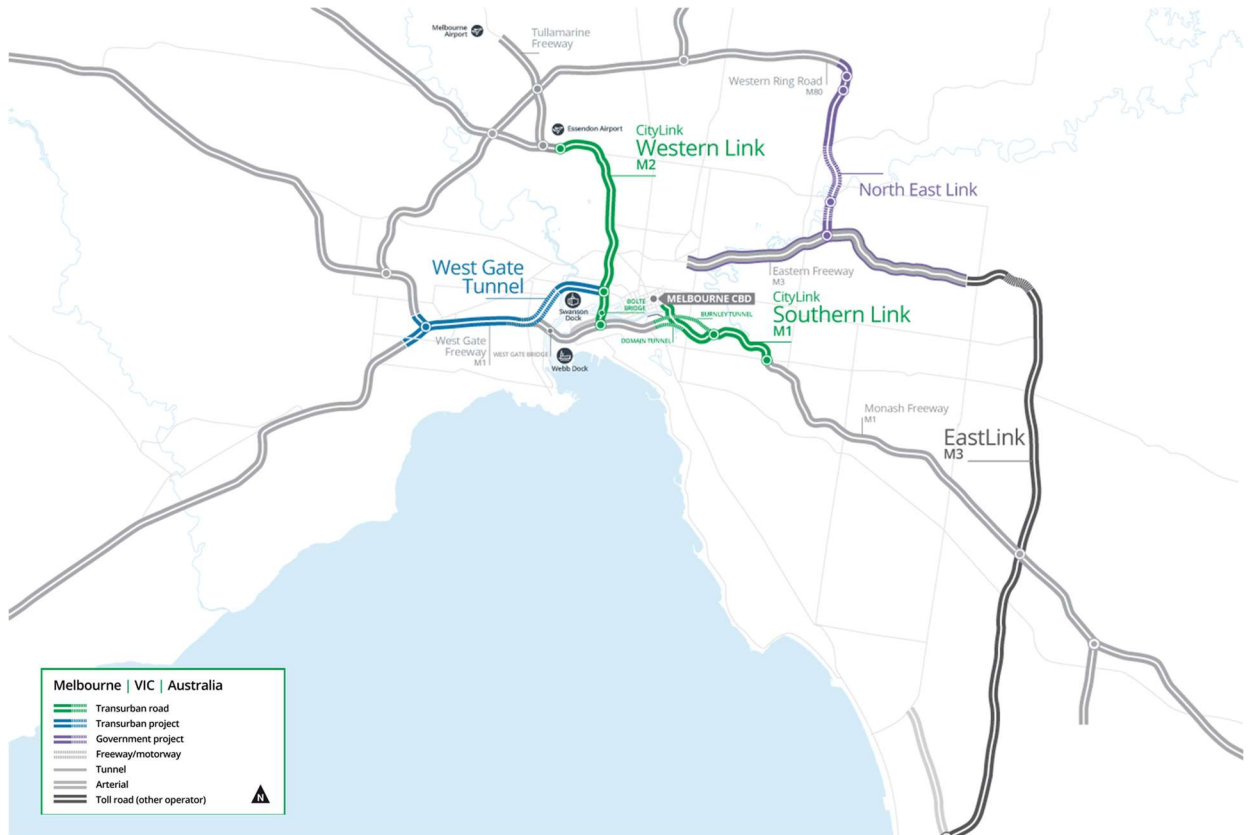 Melbourne
Airport
Tullamarine
Freeway
Western Ring Road
M80
Essendon Airport
CityLink
Western Link
M2
North East Link
West Gate
Tunnel
Swanson
Dock
BOLTE
BRIDGE
MELBOURNE CBD
Eastern Freeway
M3
CityLink
Southern Link
M1
BURNLEY TUNNEL
DOMAIN TUNNEL
West Gate
Freeway
M1
WEST GATE BRIDGE
Webb Dock
Monash Freeway
M1
EastLink
M3
Melbourne | VIC | Australia
Transurban road
Transurban project
Government project
Freeway/motorway
Tunnel
Arterial
Toll road (other operator)
N